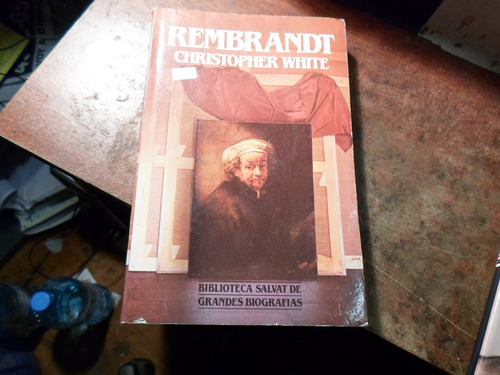 REMBRANDT
CHRISTOPHER WHITE
BIBLIOTECA SALVAT DE
GRANDES BIOGRAFIAS